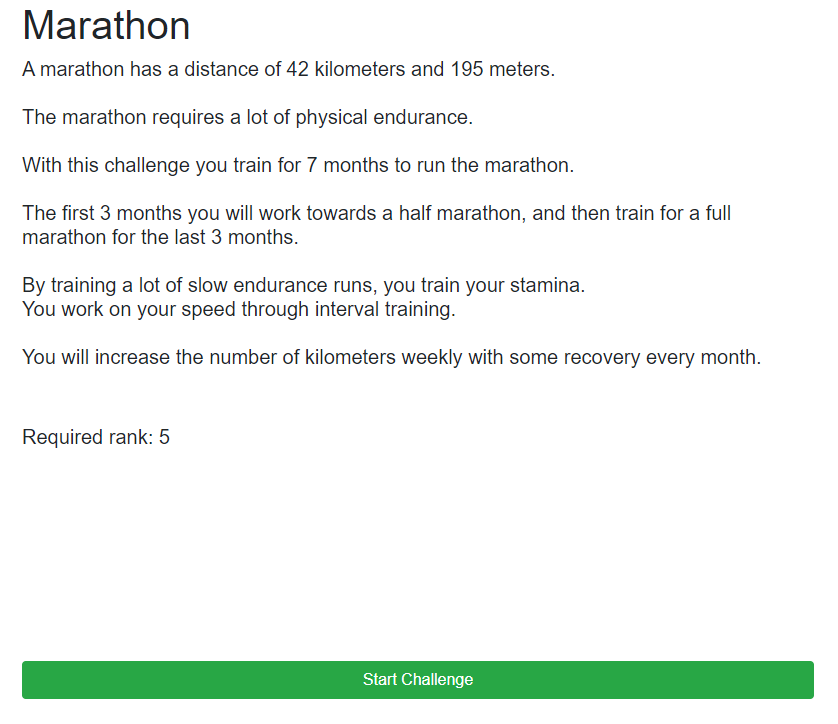 Marathon
A marathon has a distance of 42 kilometers and 195 meters.
The marathon requires a lot of physical endurance.
With this challenge you train for 7 months to run the marathon.
The first 3 months you will work towards a half marathon, and then train for a full
marathon for the last 3 months.
By training a lot of slow endurance runs, you train your stamina.
You work on your speed through interval training.
You will increase the number of kilometers weekly with some recovery every month.
Required rank: 5
Start Challenge